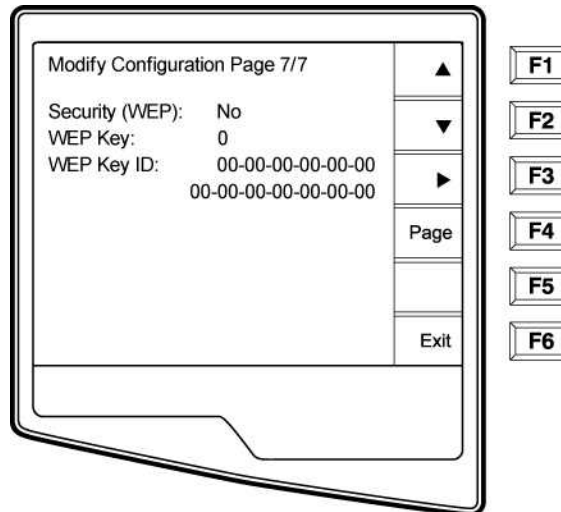 Modify Configuration Page 7/7
Security (WEP): No
WEP Key: 0
WEP Key ID: 00-00-00-00-00-00
00-00-00-00-00-00-00
▲
▼
▶
Page
Exit
F1
F2
F3
F4
F5
F6